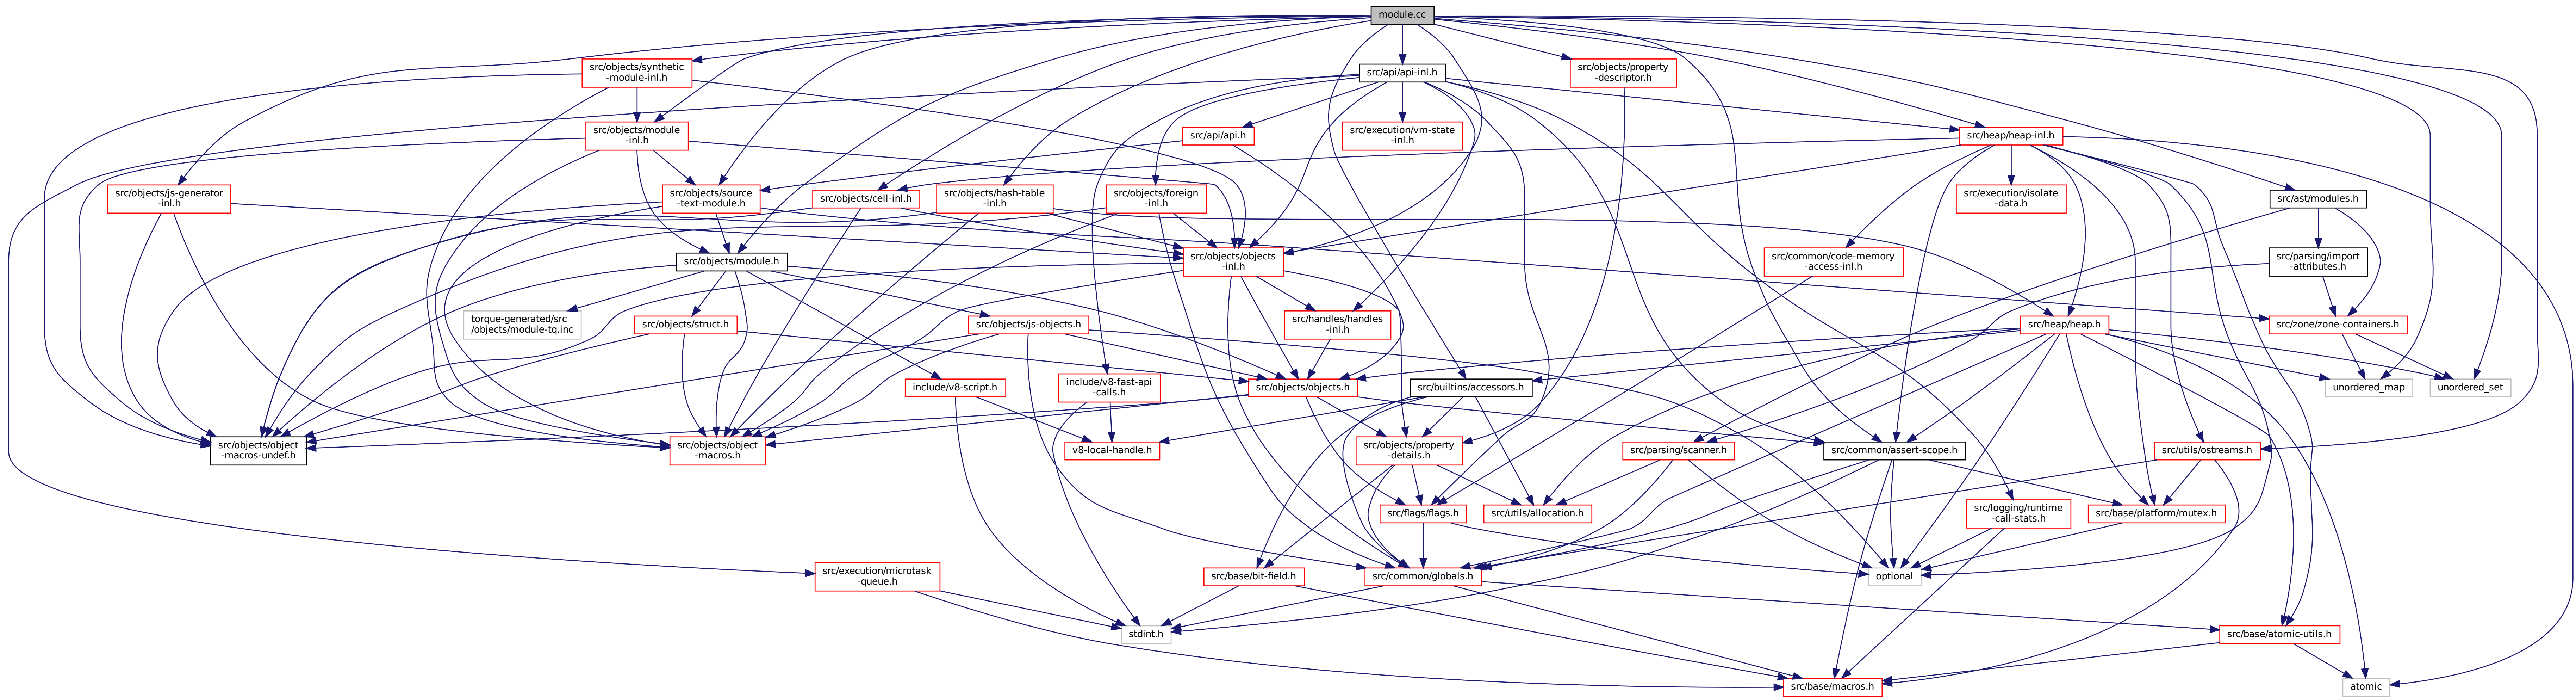 module.cc
src/objects/synthetic
-module-inl.h
src/api/api-inl.h
src/objects/property
-descriptor.h
src/objects/module
-inl.h
src/api/api.h
src/execution/vm-state
-inl.h
src/heap/heap-inl.h
src/objects/js-generator
-inl.h
src/objects/source
-text-module.h
src/objects/cell-inl.h
src/objects/hash-table
-inl.h
src/objects/foreign
-inl.h
src/execution/isolate
-data.h
src/ast/modules.h
src/objects/module.h
src/objects/objects
-inl.h
src/common/code-memory
-access-inl.h
src/parsing/import
-attributes.h
torque-generated/src
/objects/module-tq.inc
src/objects/struct.h
src/objects/js-objects.h
src/handles/handles
-inl.h
src/heap/heap.h
src/zone/zone-containers.h
include/v8-script.h
include/v8-fast-api
-calls.h
src/objects/objects.h
src/builtins/accessors.h
unordered_map
unordered_set
src/objects/object
-macros-undef.h
src/objects/object
-macros.h
v8-local-handle.h
src/objects/property
-details.h
src/parsing/scanner.h
src/common/assert-scope.h
src/utils/ostreams.h
src/flags/flags.h
src/utils/allocation.h
src/logging/runtime
-call-stats.h
src/base/platform/mutex.h
src/execution/microtask
-queue.h
src/base/bit-field.h
src/common/globals.h
optional
stdint.h
src/base/atomic-utils.h
src/base/macros.h
atomic